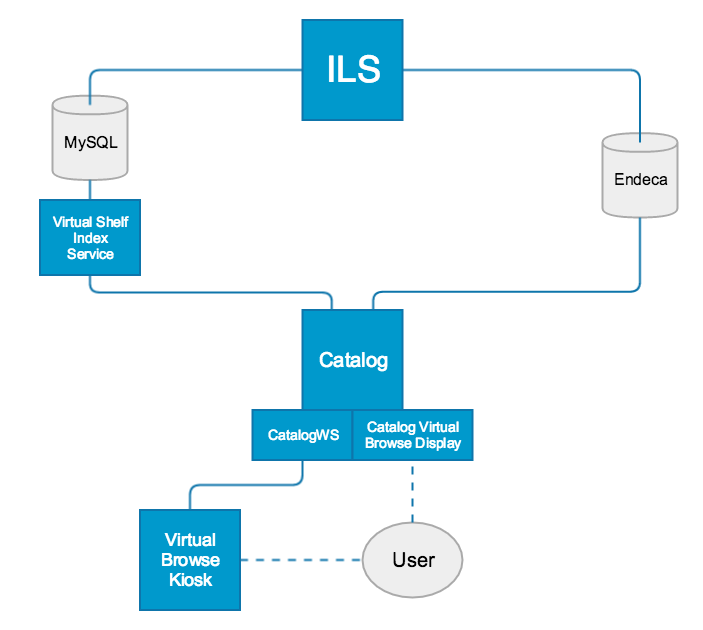 ILS
MySQL
Endeca
Virtual Shelf
Index
Service
Catalog
CatalogWS
Catalog Virtual
Browse Display
Virtual
Browse
Kiosk
User